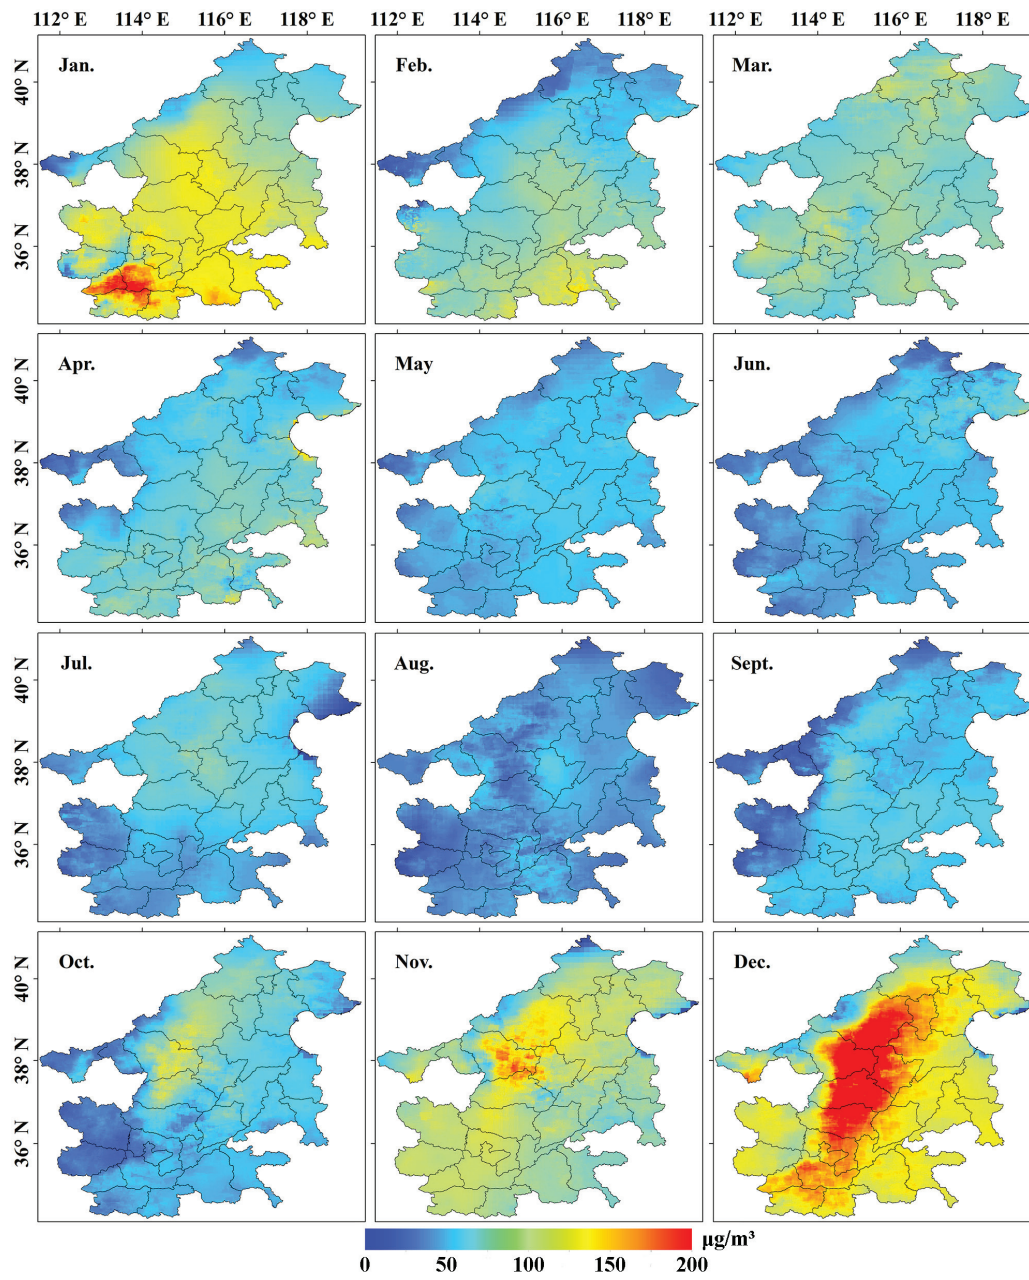 112 E 114° E 116° E 118° E 112 E 114° E 116° E 118° E 112 E 114° E 116° E 118° E
Jan. Feb. Mar.
40° N
38° N
36° N
Apr. May Jun.
40° N
38° N
36° N
Jul. Aug. Sept.
40° N
38° N
36° N
Oct. Nov. Dec.
40° N
38° N
36° N
µg/m³
0 50 100 150 200